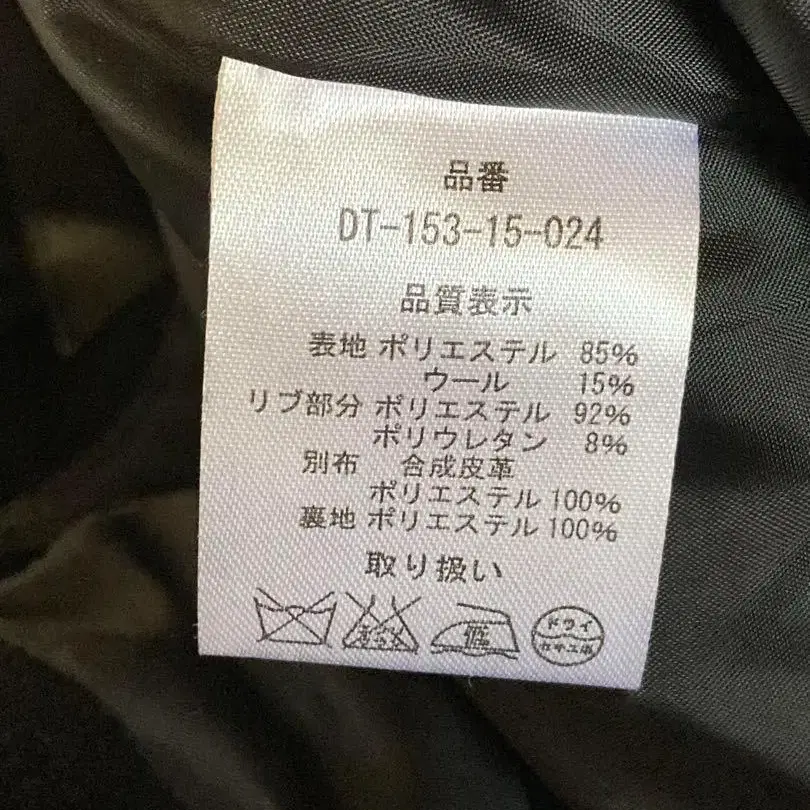 品番
DT-153-15-024
品質表示
表地 ポリエステル 85%
ウール 15%
リブ部分 ポリエステル 92%
ポリウレタン 8%
別布 合成皮革
ポリエステル 100%
裏地 ポリエステル 100%
取り扱い
低
ドライ